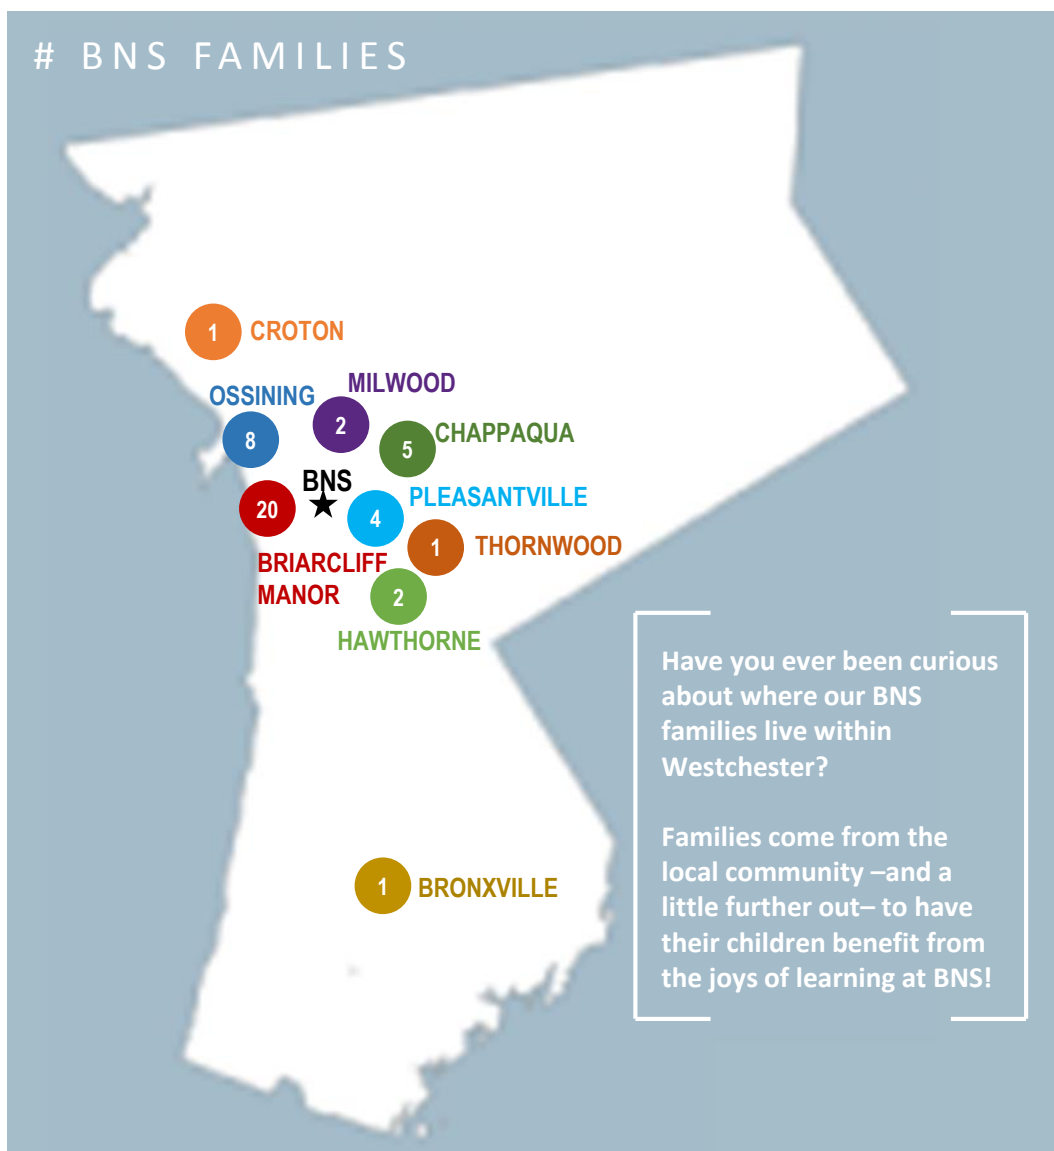 # BNS FAMILIES
1 CROTON
MILWOOD
OSSINING
2
8
5 CHAPPAQUA
BNS
PLEASANTVILLE
20
4
1 THORNWOOD
BRIARCLIFF
MANOR
2
HAWTHORNE
Have you ever been curious
about where our BNS
families live within
Westchester?
Families come from the
local community –and a
little further out– to have
their children benefit from
the joys of learning at BNS!
1 BRONXVILLE